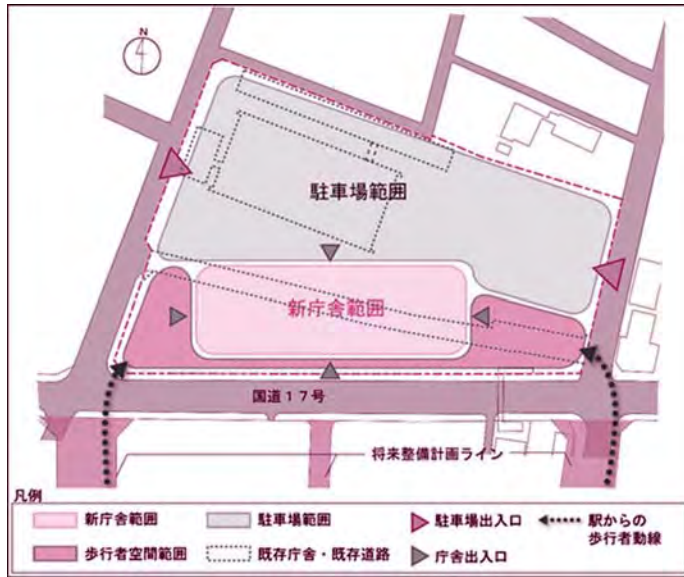 N
駐車場範囲
新庁舎範囲
国道17号
将来整備計画ライン
凡例
新庁舎範囲
駐車場範囲
駐車場出入口
駅からの
歩行者動線
歩行者空間範囲
既存庁舎・既存道路
庁舎出入口